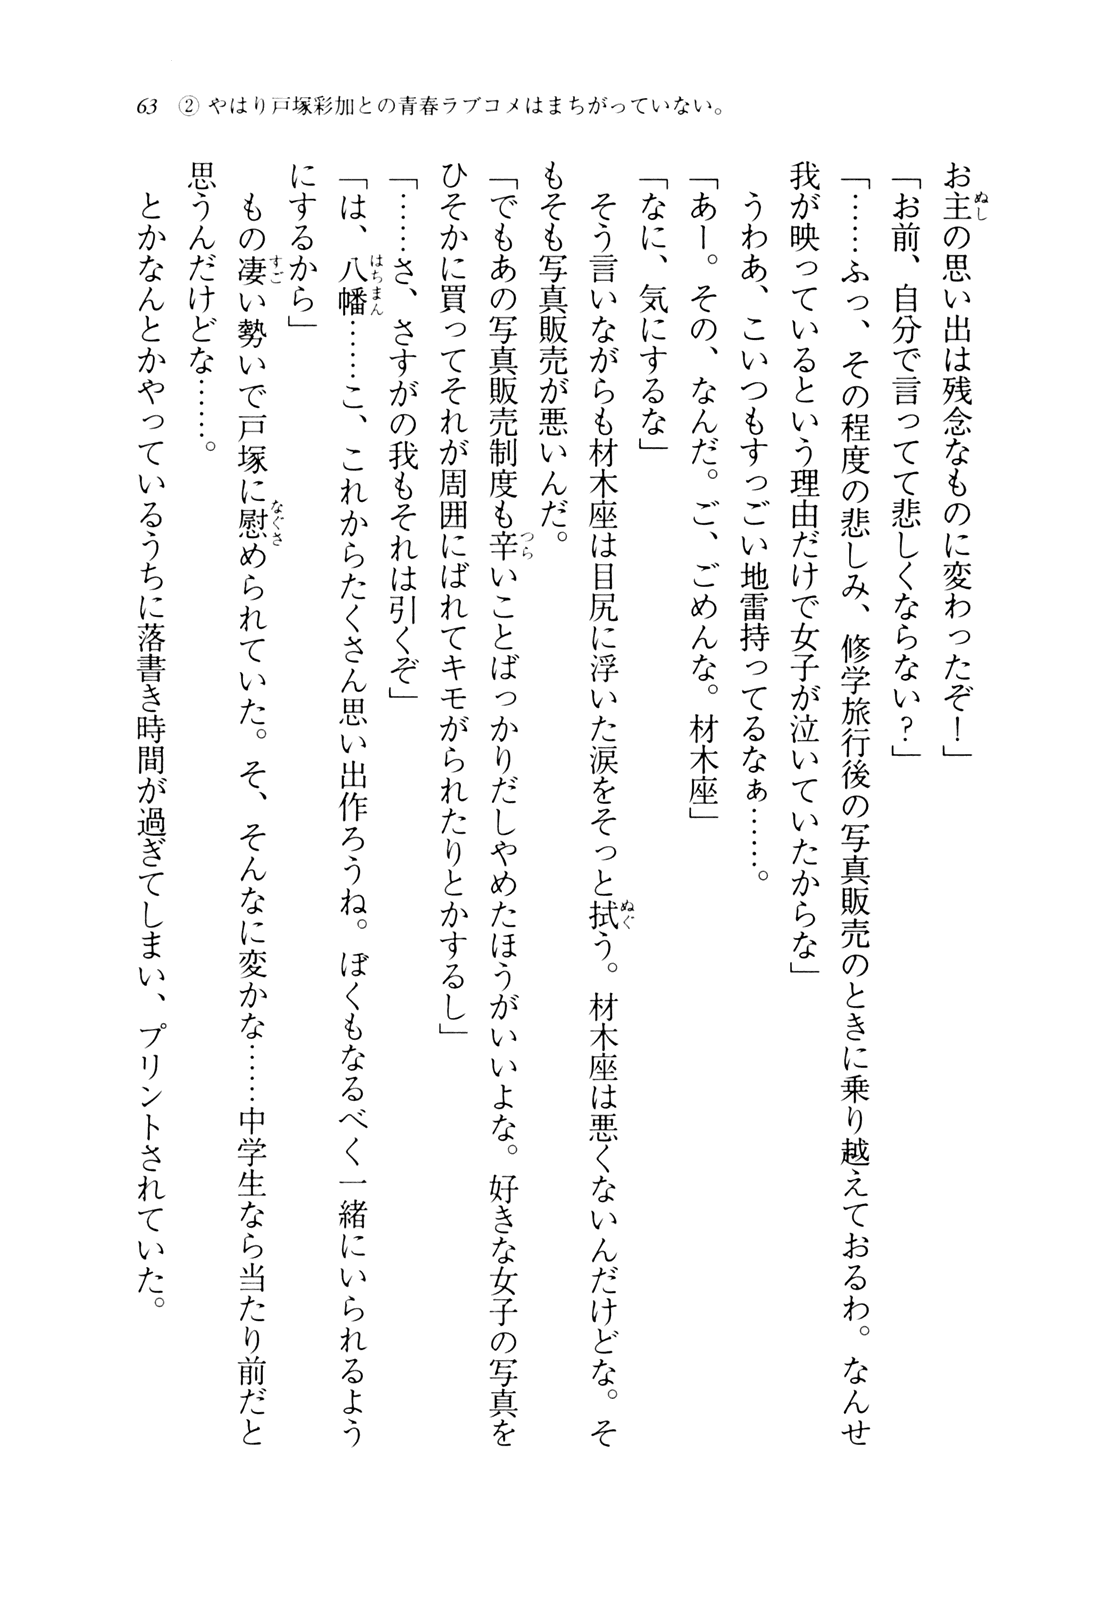 63 ② やはり戸塚彩加との青春ラブコメはまちがっていない。
お主の思い出は残念なものに変わったぞ！」
「お前、自分で言ってて悲しくならない？」
「……ふっ、その程度の悲しみ、修学旅行後の写真販売のときに乗り越えておるわ。なんせ
我が映っているという理由だけで女子が泣いていたからな」
　うわあ、こいつもすっごい地雷持ってるなぁ……。
「あー。その、なんだ。ご、ごめんな。材木座」
「なに、気にするな」
　そう言いながらも材木座は目尻に浮いた涙をそっと拭う。材木座は悪くないんだけどな。そ
もそも写真販売が悪いんだ。
「でもあの写真販売制度も辛いことばっかりだしやめたほうがいいよな。好きな女子の写真を
ひそかに買ってそれが周囲にばれてキモがられたりとかするし」
「……さ、さすがの我もそれは引くぞ」
「は、八幡……こ、これからたくさん思い出作ろうね。ぼくもなるべく一緒にいられるよう
にするから」
　もの凄い勢いで戸塚に慰められていた。そ、そんなに変かな……中学生なら当たり前だと
思うんだけどな……。
　とかなんとかやっているうちに落書き時間が過ぎてしまい、プリントされていた。